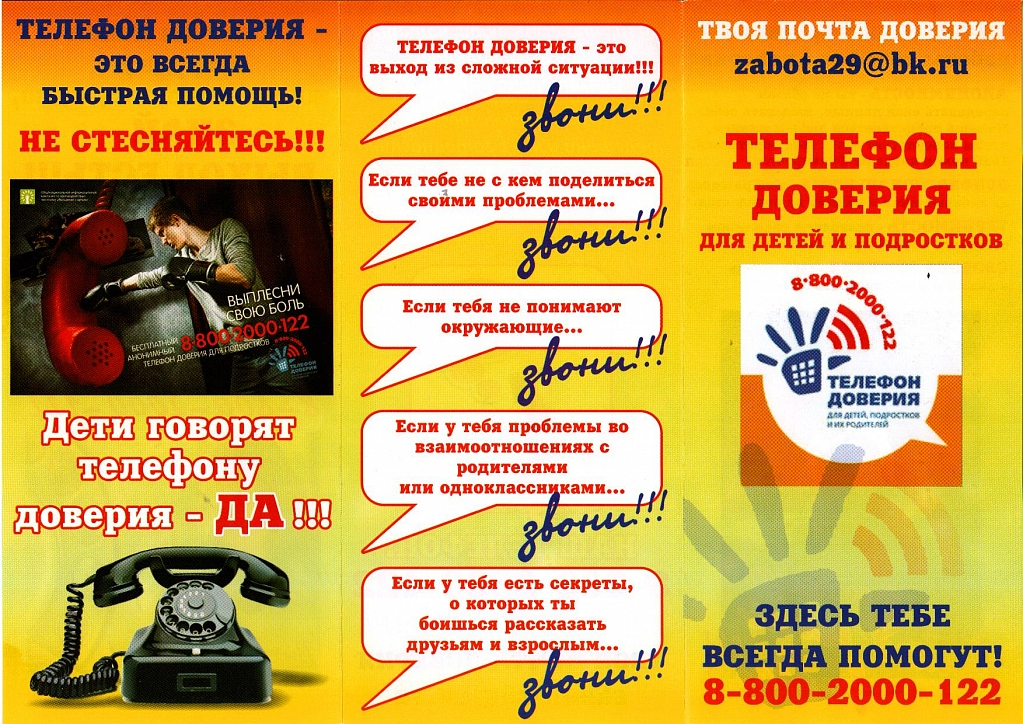 ТЕЛЕФОН ДОВЕРИЯ -
ЭТО ВСЕГДА
БЫСТРАЯ ПОМОЩЬ!
НЕ СТЕСНЯЙТЕСЬ!!!
ВЫПЛЕСНИ
СВОЮ БОЛЬ
БЕСПЛАТНЫЙ
АНОНИМНЫЙ
8-800-2000-122
ТЕЛЕФОН ДОВЕРИЯ ДЛЯ ПОДРОСТКОВ
ТЕЛЕФОН
ДОВЕРИЯ
Дети говорят
телефону
доверия - ДА !!!
ТЕЛЕФОН ДОВЕРИЯ - это
выход из сложной ситуации!!!
звони!!!
Если тебе не с кем поделиться
своими проблемами...
звони!!!
Если тебя не понимают
окружающие...
звони!!!
Если у тебя проблемы во
взаимоотношениях с
родителями
или одноклассниками...
звони!!!
Если у тебя есть секреты,
о которых ты
боишься рассказать
друзьям и взрослым...
звони!!!
ТВОЯ ПОЧТА ДОВЕРИЯ
zabota29@bk.ru
ТЕЛЕФОН
ДОВЕРИЯ
ДЛЯ ДЕТЕЙ И ПОДРОСТКОВ
8-800-2000-122
ТЕЛЕФОН
ДОВЕРИЯ
ДЛЯ ДЕТЕЙ, ПОДРОСТКОВ
И ИХ РОДИТЕЛЕЙ
ЗДЕСЬ ТЕБЕ
ВСЕГДА ПОМОГУТ!
8-800-2000-122